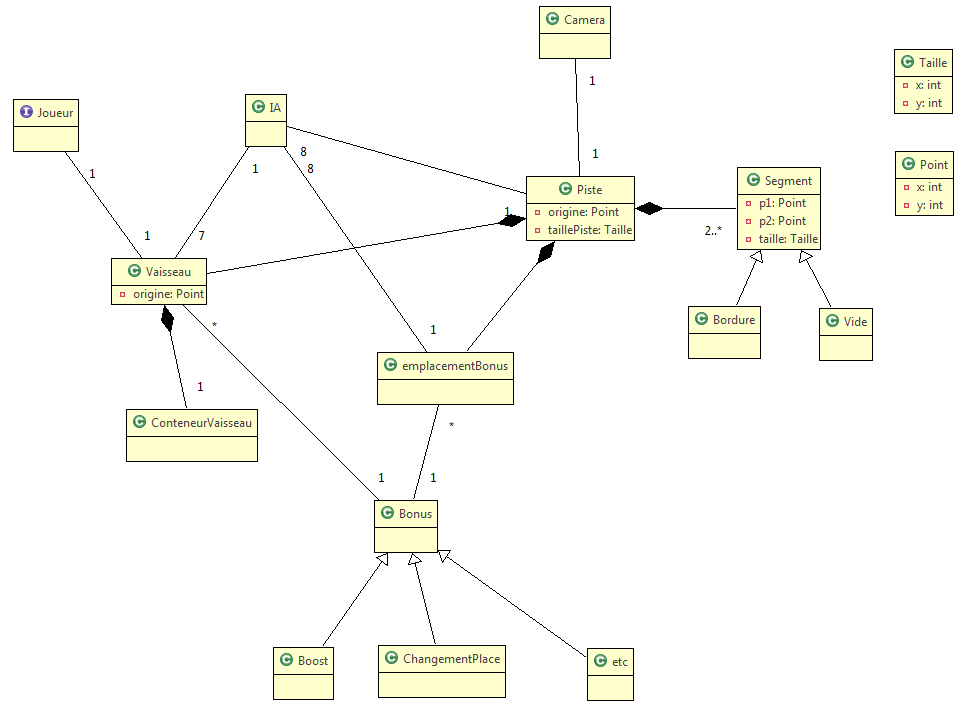 C Camera
1
1
C Taille
x: int
y: int
I Joueur
1
1
C IA
8
8
1
7
C Point
x: int
y: int
C Piste
origine: Point
taillePiste: Taille
1
C Segment
p1: Point
p2: Point
taille: Taille
2..*
C Vaisseau
origine: Point
*
1
C Bordure
C Vide
1
C emplacementBonus
*
1
C ConteneurVaisseau
1
C Bonus
C Boost
C ChangementPlace
C etc